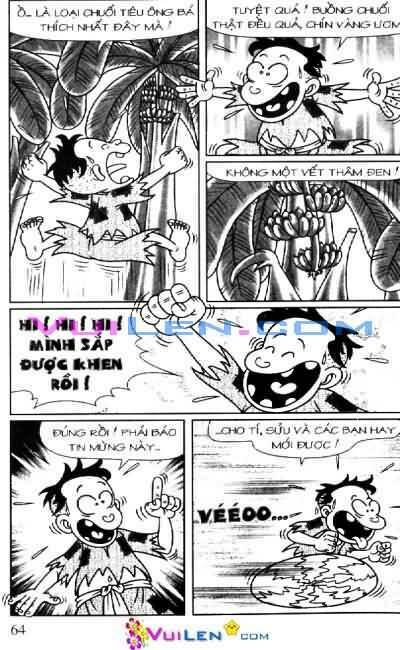 Ồ... LÀ LOẠI CHUỐI TIÊU ÔNG BÁ
THÍCH NHẤT ĐÂY MÀ !
TUYỆT QUÁ ! BUỒNG CHUỐI
THẬT ĐỀU QUẢ, CHÍN VÀNG ƯƠM
KHÔNG MỘT VẾT THÂM ĐEN !
HI ! HI ! HI !
MÌNH SẮP
ĐƯỢC KHEN
RỒI !
VUILEN.COM
ĐÚNG RỒI ! PHẢI BÁO
TIN MỪNG NÀY...
...CHO TÍ, SỬU VÀ CÁC BẠN HAY
MỚI ĐƯỢC !
VÉÉOO...
64
VUILEN.COM